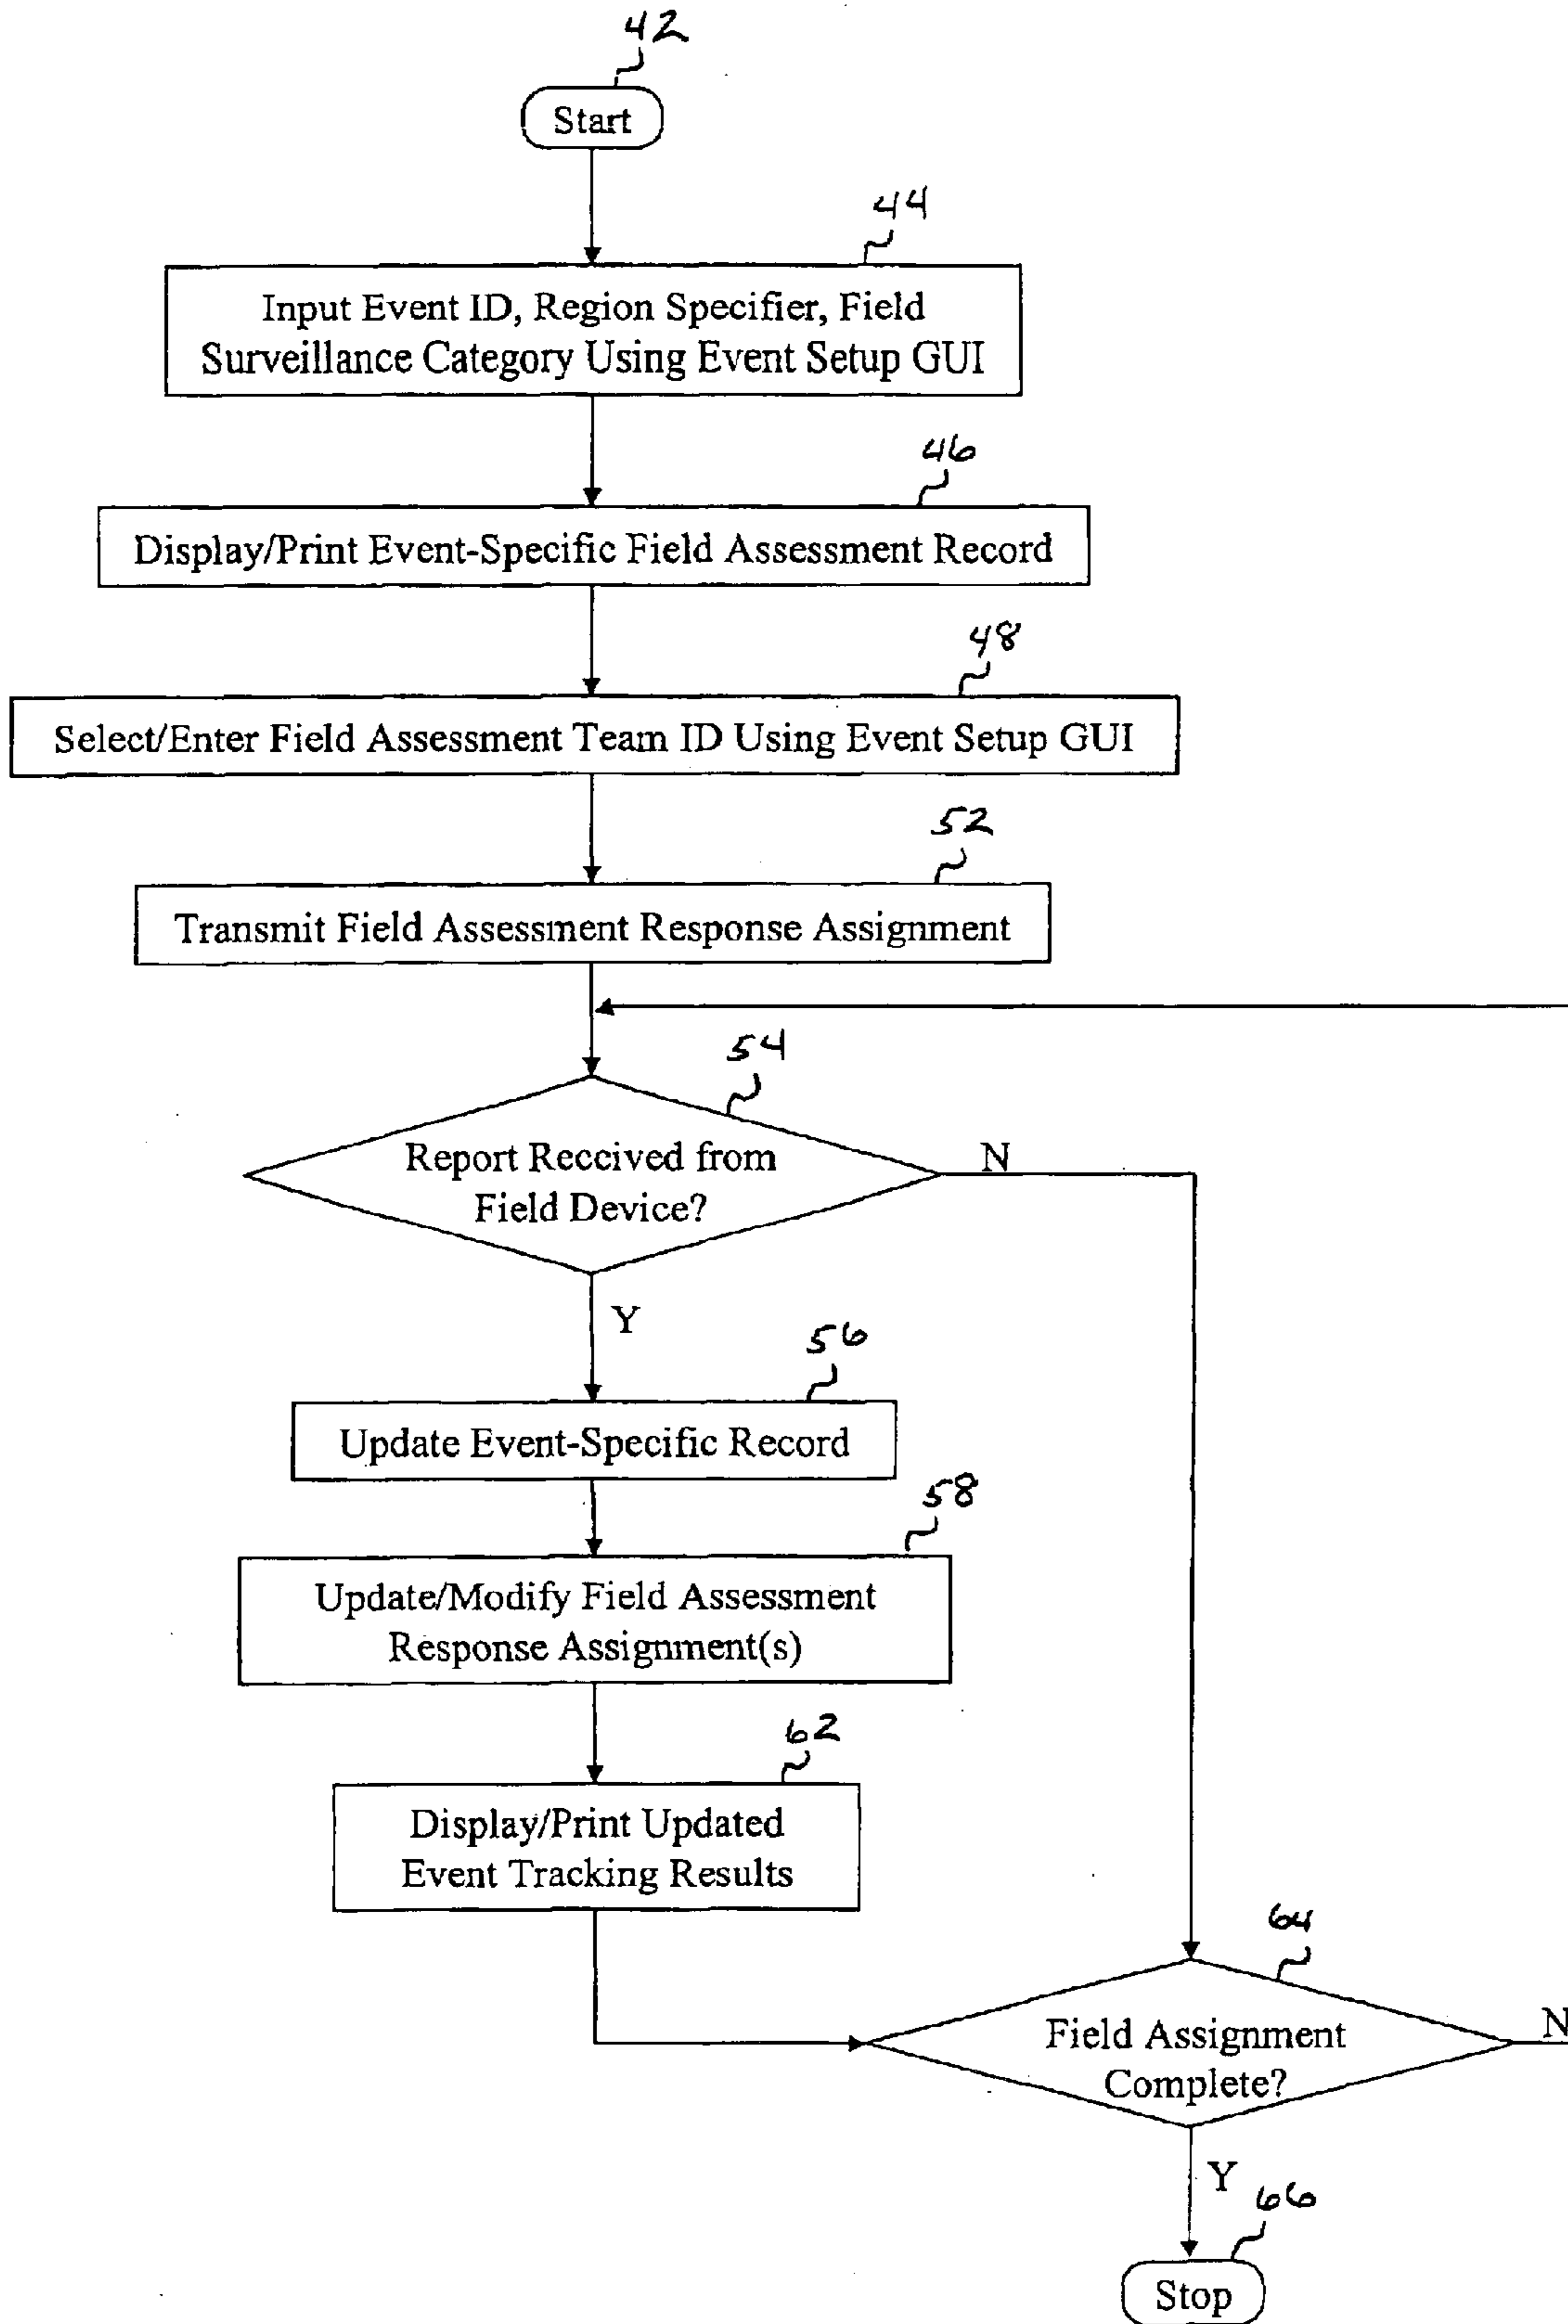 42
Start
44
Input Event ID, Region Specifier, Field
Surveillance Category Using Event Setup GUI
46
Display/Print Event-Specific Field Assessment Record
48
Select/Enter Field Assessment Team ID Using Event Setup GUI
52
Transmit Field Assessment Response Assignment
54
Report Received from
Field Device?
N
Y
56
Update Event-Specific Record
58
Update/Modify Field Assessment
Response Assignment(s)
62
Display/Print Updated
Event Tracking Results
64
Field Assignment
Complete?
N
Y
66
Stop